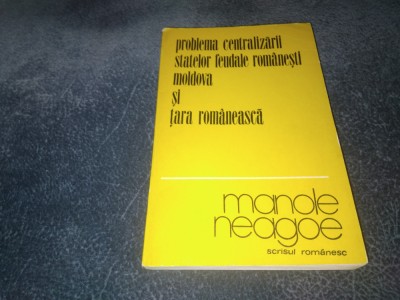 problema centralizării
statelor feudale românești
moldova
și
țara românească
manole
neagoe
scrisul românesc